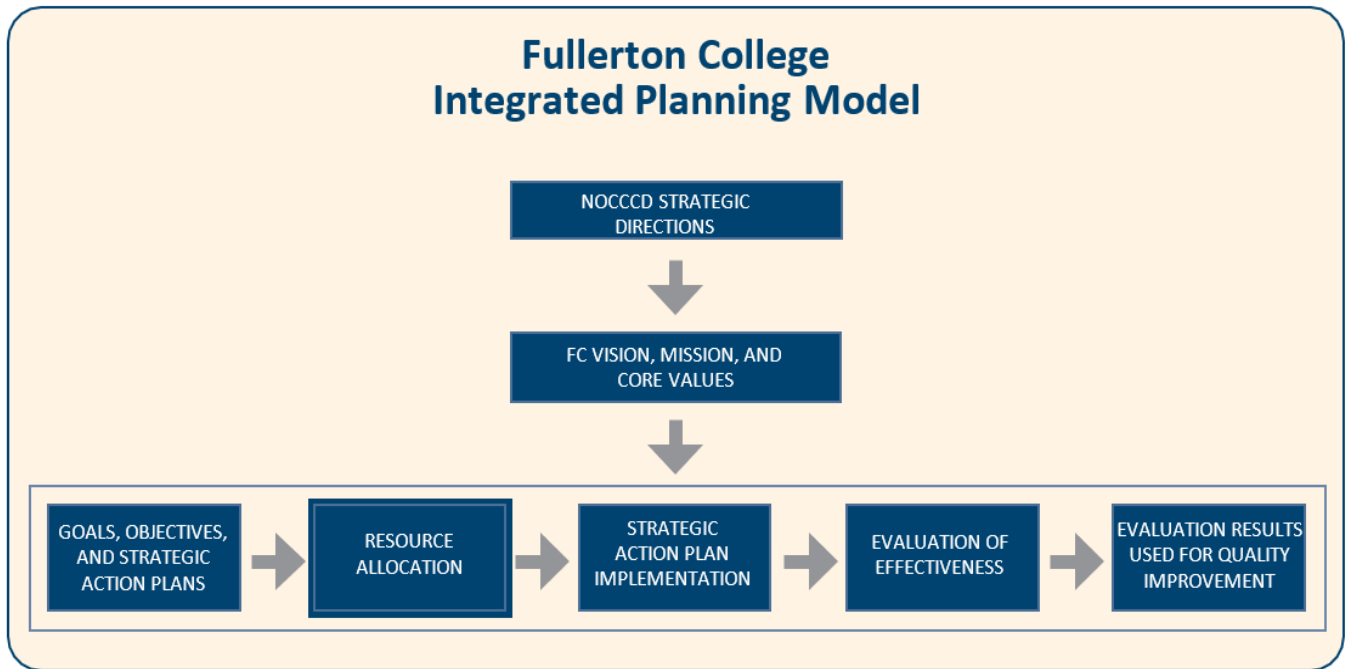 Fullerton College
Integrated Planning Model
NOCCCD STRATEGIC
DIRECTIONS
FC VISION, MISSION, AND
CORE VALUES
GOALS, OBJECTIVES,
AND STRATEGIC
ACTION PLANS
RESOURCE
ALLOCATION
STRATEGIC
ACTION PLAN
IMPLEMENTATION
EVALUATION OF
EFFECTIVENESS
EVALUATION RESULTS
USED FOR QUALITY
IMPROVEMENT